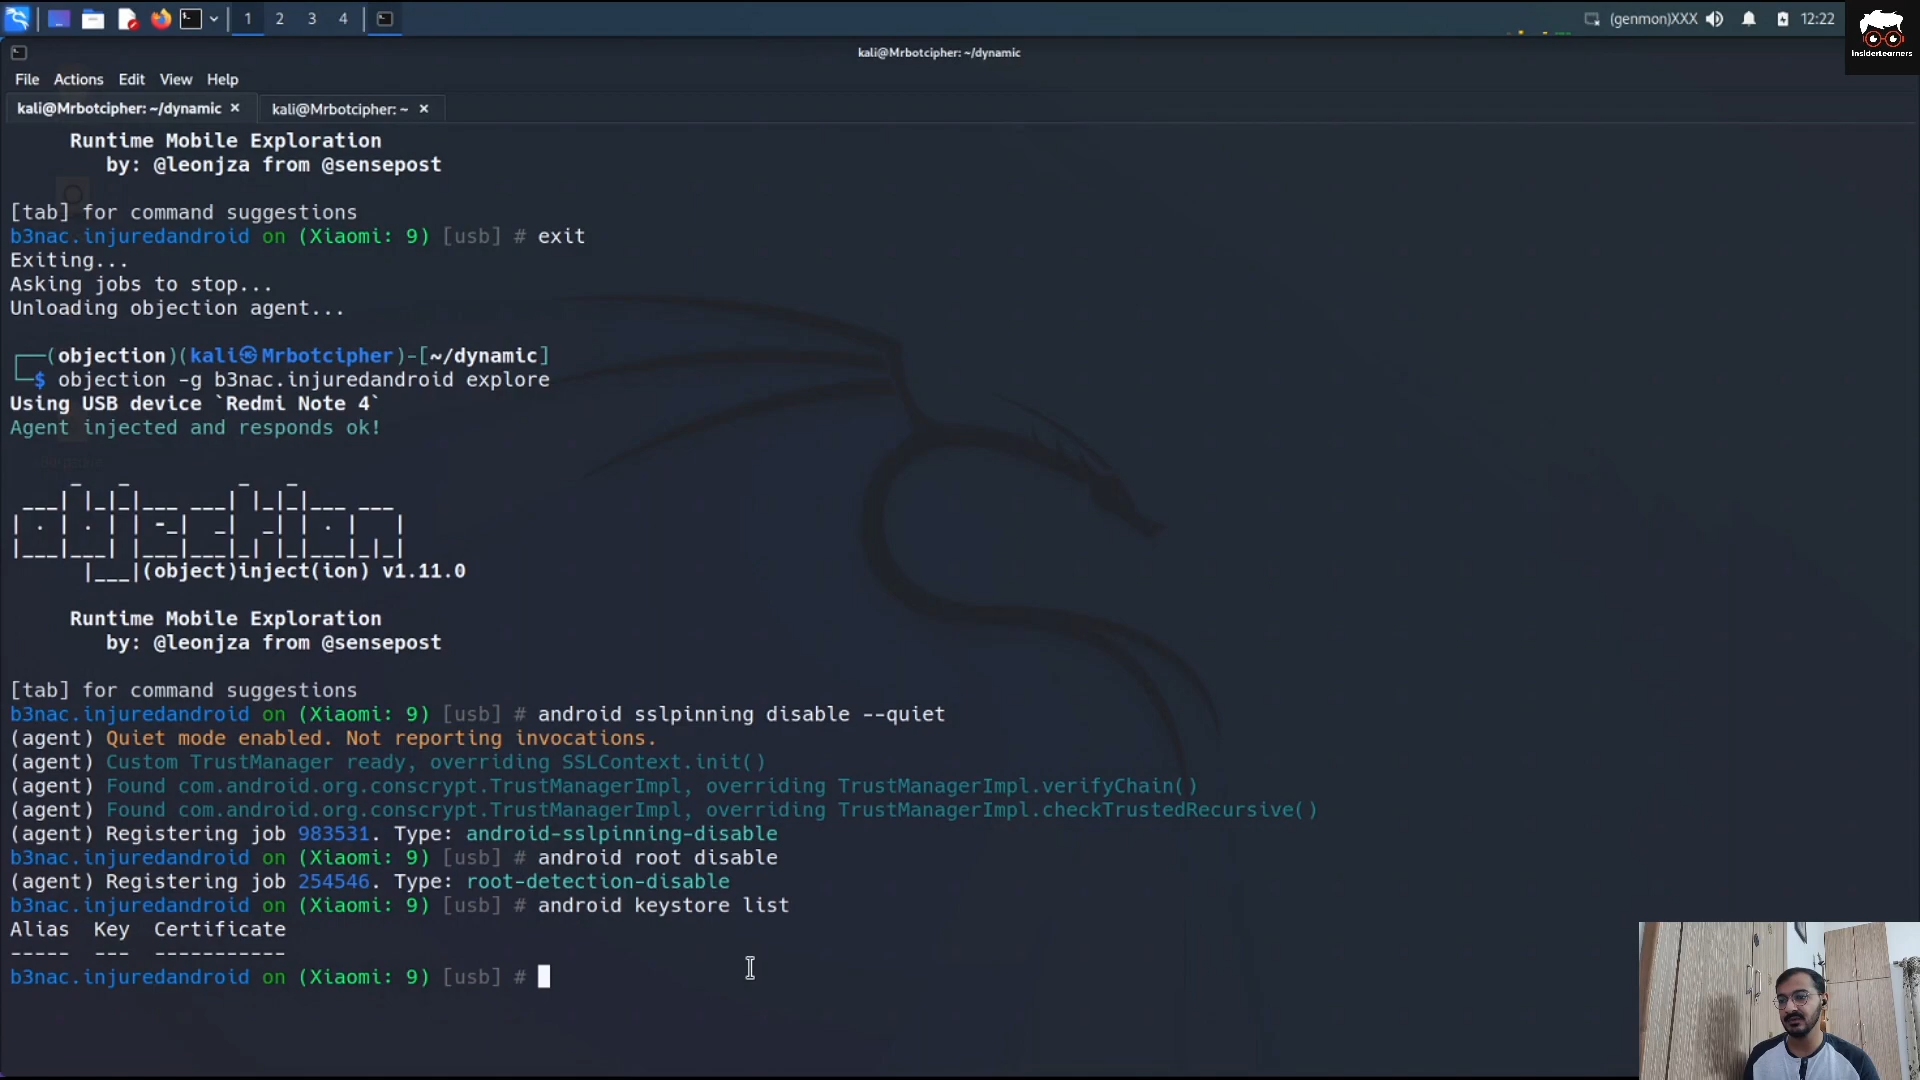 1 2 3 4
(genmon)XXX 12:22
InsiderLearners
kali@Mrbotcipher: ~/dynamic
File Actions Edit View Help
kali@Mrbotcipher: ~/dynamic × kali@Mrbotcipher: ~ ×
Runtime Mobile Exploration
by: @leonjza from @sensepost
[tab] for command suggestions
b3nac.injuredandroid on (Xiaomi: 9) [usb] # exit
Exiting...
Asking jobs to stop...
Unloading objection agent...
(objection)(kali㉿Mrbotcipher)-[~/dynamic]
$ objection -g b3nac.injuredandroid explore
Using USB device `Redmi Note 4`
Agent injected and responds ok!
objection
(object)inject(ion) v1.11.0
Runtime Mobile Exploration
by: @leonjza from @sensepost
[tab] for command suggestions
b3nac.injuredandroid on (Xiaomi: 9) [usb] # android sslpinning disable --quiet
(agent) Quiet mode enabled. Not reporting invocations.
(agent) Custom TrustManager ready, overriding SSLContext.init()
(agent) Found com.android.org.conscrypt.TrustManagerImpl, overriding TrustManagerImpl.verifyChain()
(agent) Found com.android.org.conscrypt.TrustManagerImpl, overriding TrustManagerImpl.checkTrustedRecursive()
(agent) Registering job 983531. Type: android-sslpinning-disable
b3nac.injuredandroid on (Xiaomi: 9) [usb] # android root disable
(agent) Registering job 254546. Type: root-detection-disable
b3nac.injuredandroid on (Xiaomi: 9) [usb] # android keystore list
Alias Key Certificate
----- --- -----------
b3nac.injuredandroid on (Xiaomi: 9) [usb] #